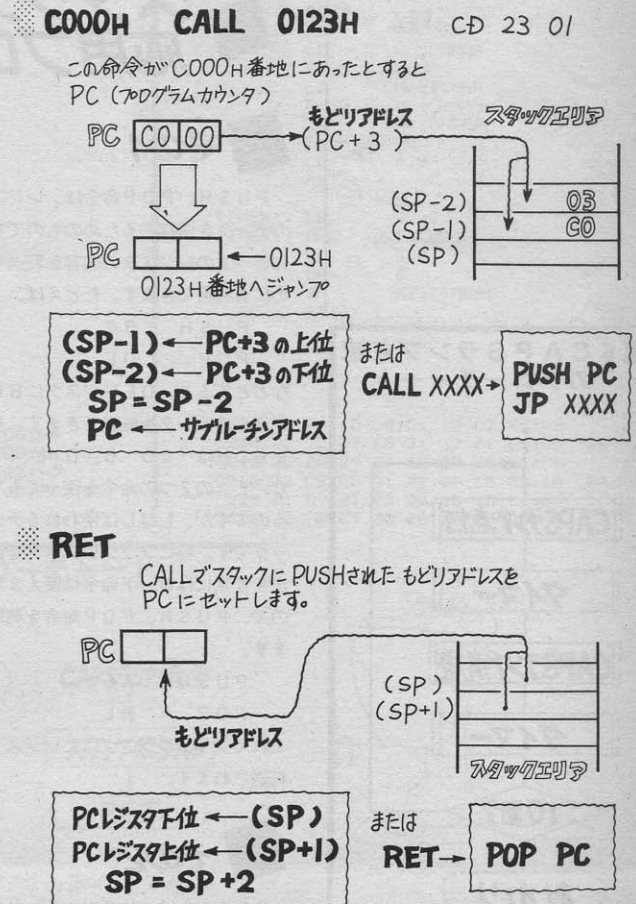 C000H CALL 0123H CD 23 01
この命令がC000H番地にあったとすると
PC (プログラムカウンタ)
もどりアドレス
スタックエリア
PC C0 00
(PC+3)
(SP-2) 03
(SP-1) C0
(SP)
PC ←0123H
0123H番地へジャンプ
(SP-1)←PC+3の上位
(SP-2)←PC+3の下位
SP=SP-2
PC ← サブルーチンアドレス
または
CALL XXXX→
PUSH PC
JP XXXX
RET
CALLでスタックにPUSHされたもどりアドレスを
PCにセットします。
PC
(SP)
(SP+1)
もどりアドレス
スタックエリア
PCレジスタ下位←(SP)
PCレジスタ上位←(SP+1)
SP=SP+2
または
RET→
POP PC